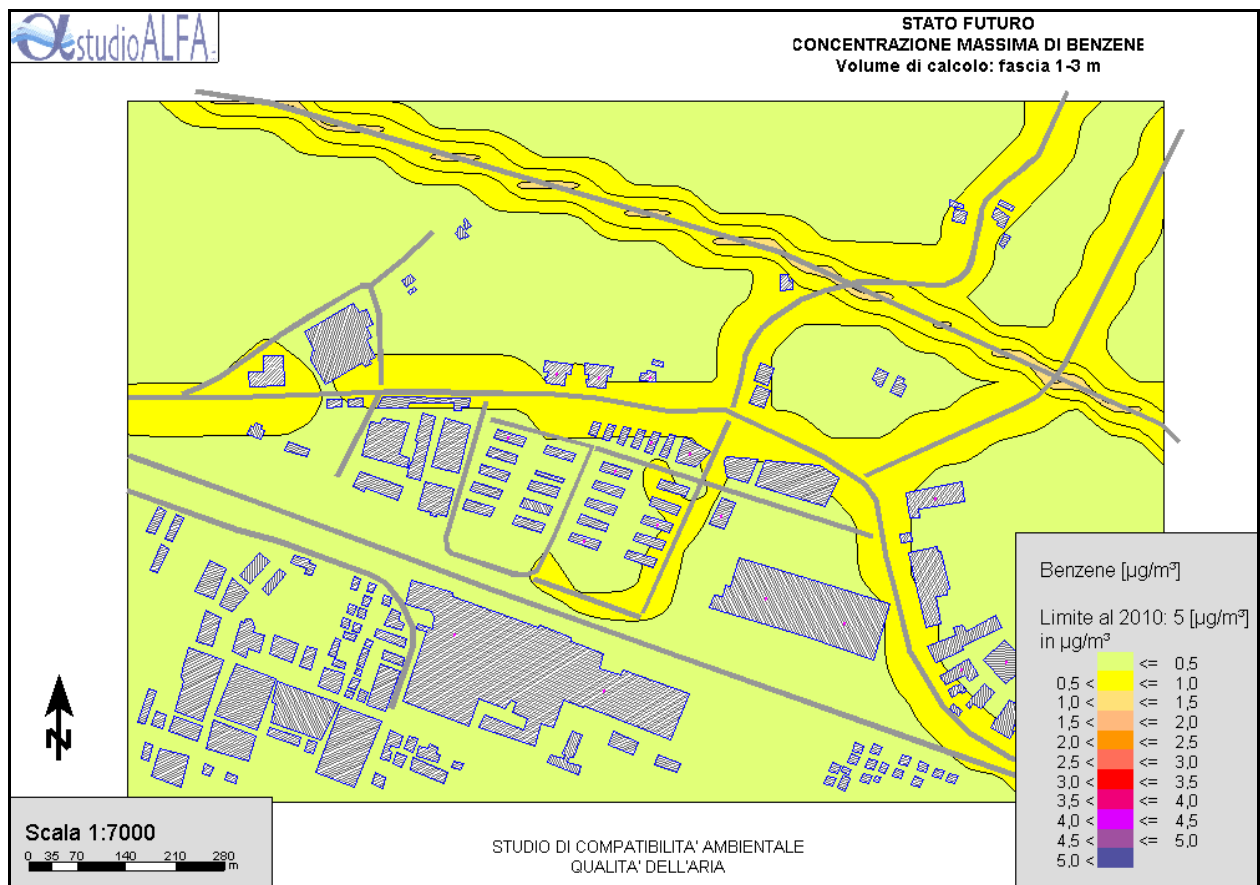 αstudioALFA
STATO FUTURO
CONCENTRAZIONE MASSIMA DI BENZENE
Volume di calcolo: fascia 1-3 m
N
Benzene [µg/m³]
Limite al 2010: 5 [µg/m³]
in µg/m³
<= 0,5
0,5 < <= 1,0
1,0 < <= 1,5
1,5 < <= 2,0
2,0 < <= 2,5
2,5 < <= 3,0
3,0 < <= 3,5
3,5 < <= 4,0
4,0 < <= 4,5
4,5 < <= 5,0
5,0 <
Scala 1:7000
0 35 70 140 210 280
m
STUDIO DI COMPATIBILITA' AMBIENTALE
QUALITA' DELL'ARIA